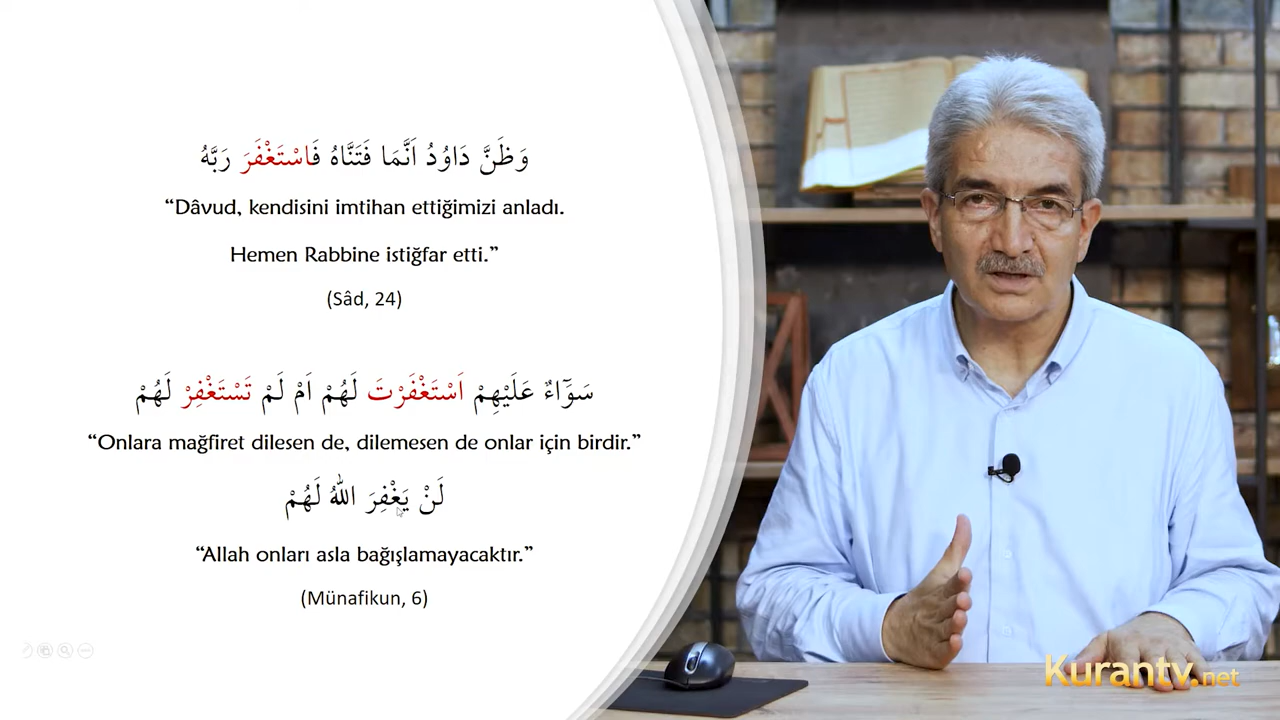 وَظَنَّ دَاوُدُ اَنَّمَا فَتَنَّاهُ فَاسْتَغْفَرَ رَبَّهُ
“Dâvud, kendisini imtihan ettiğimizi anladı.
Hemen Rabbine istiğfar etti.”
(Sâd, 24)
سَوَٓاءٌ عَلَيْهِمْ اَسْتَغْفَرْتَ لَهُمْ اَمْ لَمْ تَسْتَغْفِرْ لَهُمْ
“Onlara mağfiret dilesen de, dilemesen de onlar için birdir.”
لَنْ يَغْفِرَ اللهُ لَهُمْ
“Allah onları asla bağışlamayacaktır.”
(Münafikun, 6)
Kurantv.net